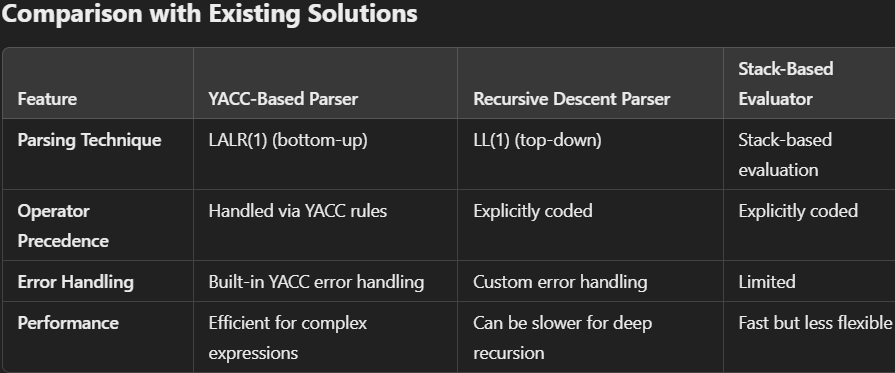 Comparison with Existing Solutions
Stack-Based
Feature YACC-Based Parser Recursive Descent Parser Evaluator
Parsing Technique LALR(1) (bottom-up) LL(1) (top-down) Stack-based
evaluation
Operator Handled via YACC rules Explicitly coded Explicitly coded
Precedence
Error Handling Built-in YACC error handling Custom error handling Limited
Performance Efficient for complex Can be slower for deep Fast but less flexible
expressions recursion